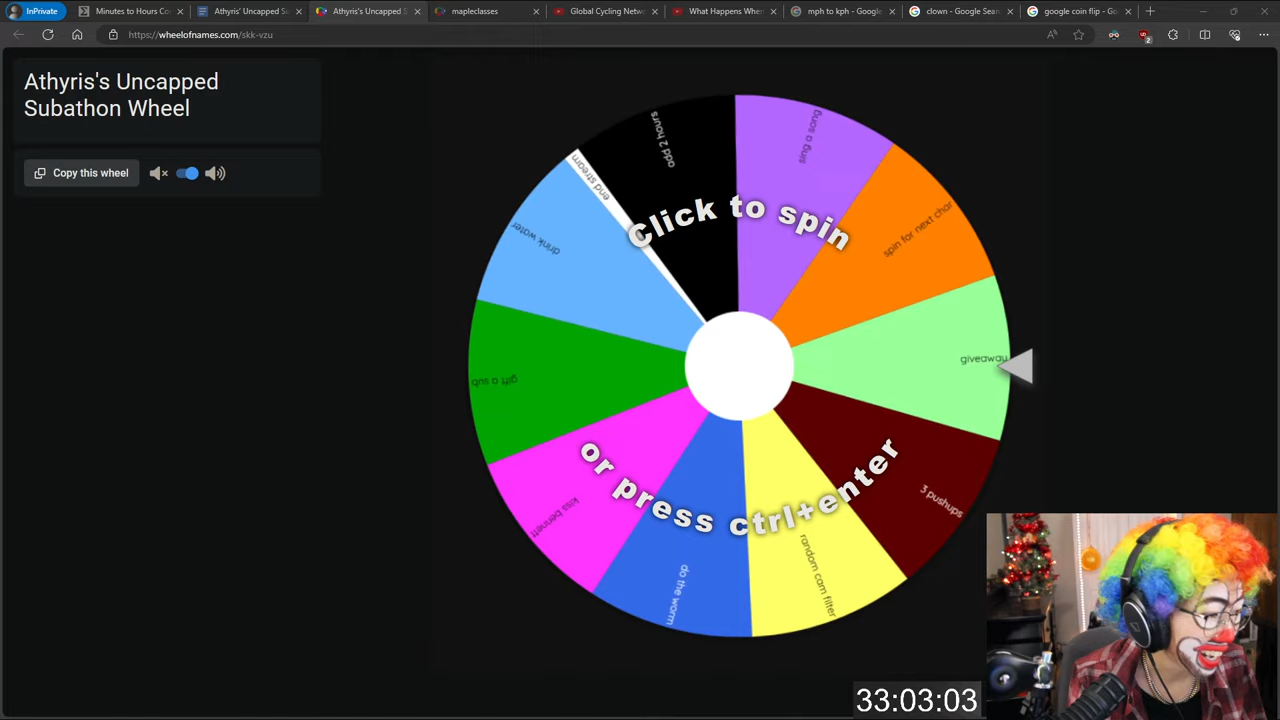 InPrivate
Minutes to Hours Co
Athyris' Uncapped Su
Athyris's Uncapped S
mapleclasses
Global Cycling Netwo
What Happens When
mph to kph - Google
clown - Google Sear
google coin flip - Go
https://wheelofnames.com/skk-vzu
2
Athyris's Uncapped
Subathon Wheel
Copy this wheel
add 2 hours
sing a song
spin for next char
giveaway
3 pushups
random cam filter
do the worm
kiss bennett
gift a sub
drink water
end stream
Click to spin
or press ctrl+enter
33:03:03